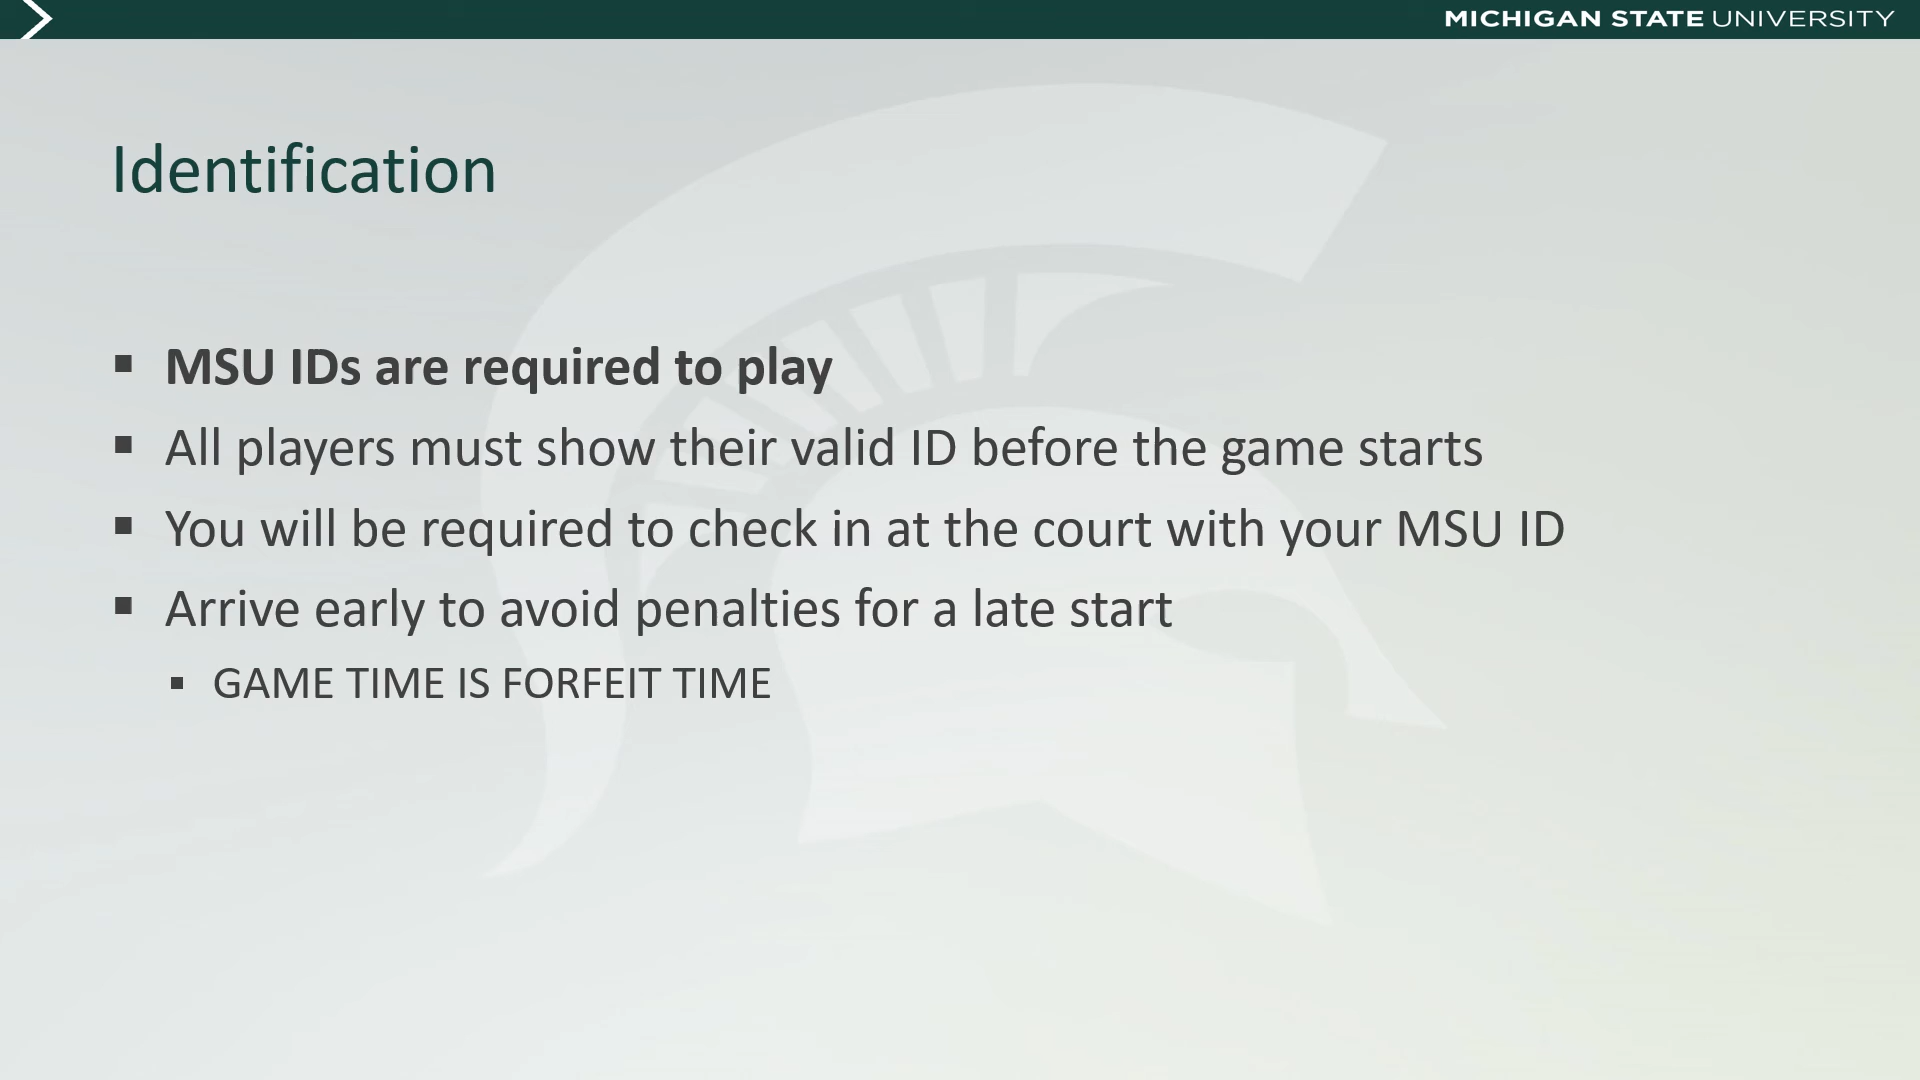 MICHIGAN STATE UNIVERSITY
Identification
▪ MSU IDs are required to play
▪ All players must show their valid ID before the game starts
▪ You will be required to check in at the court with your MSU ID
▪ Arrive early to avoid penalties for a late start
▪ GAME TIME IS FORFEIT TIME